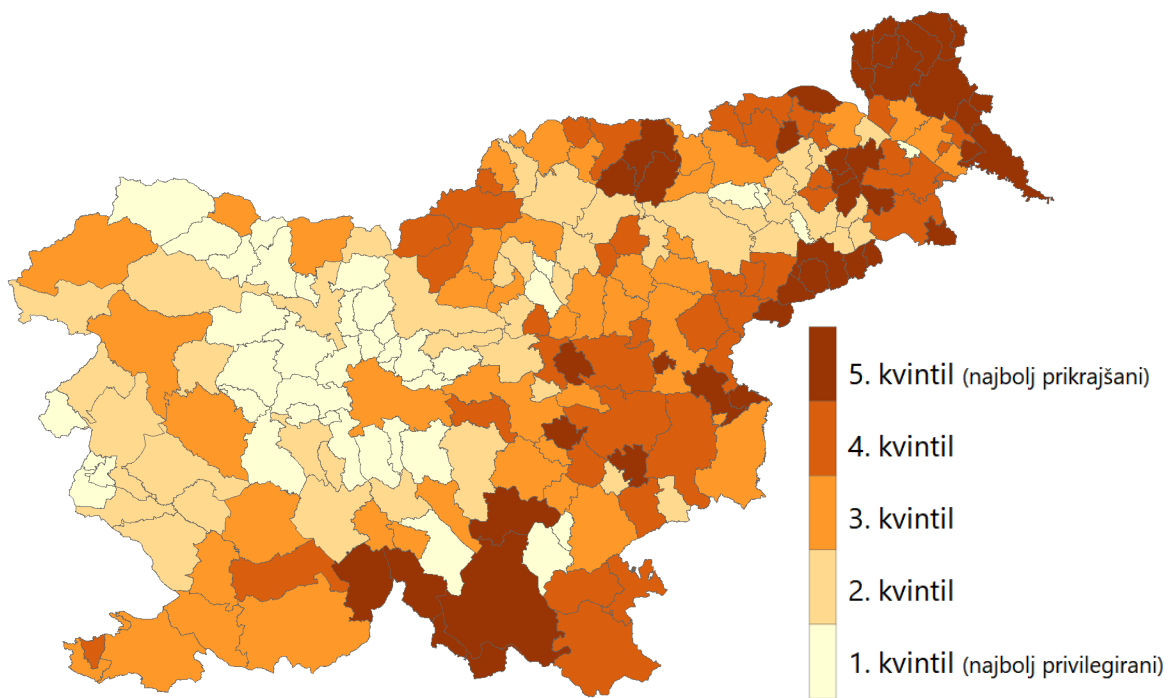 5. kvintil (najbolj prikrajšani)
4. kvintil
3. kvintil
2. kvintil
1. kvintil (najbolj privilegirani)